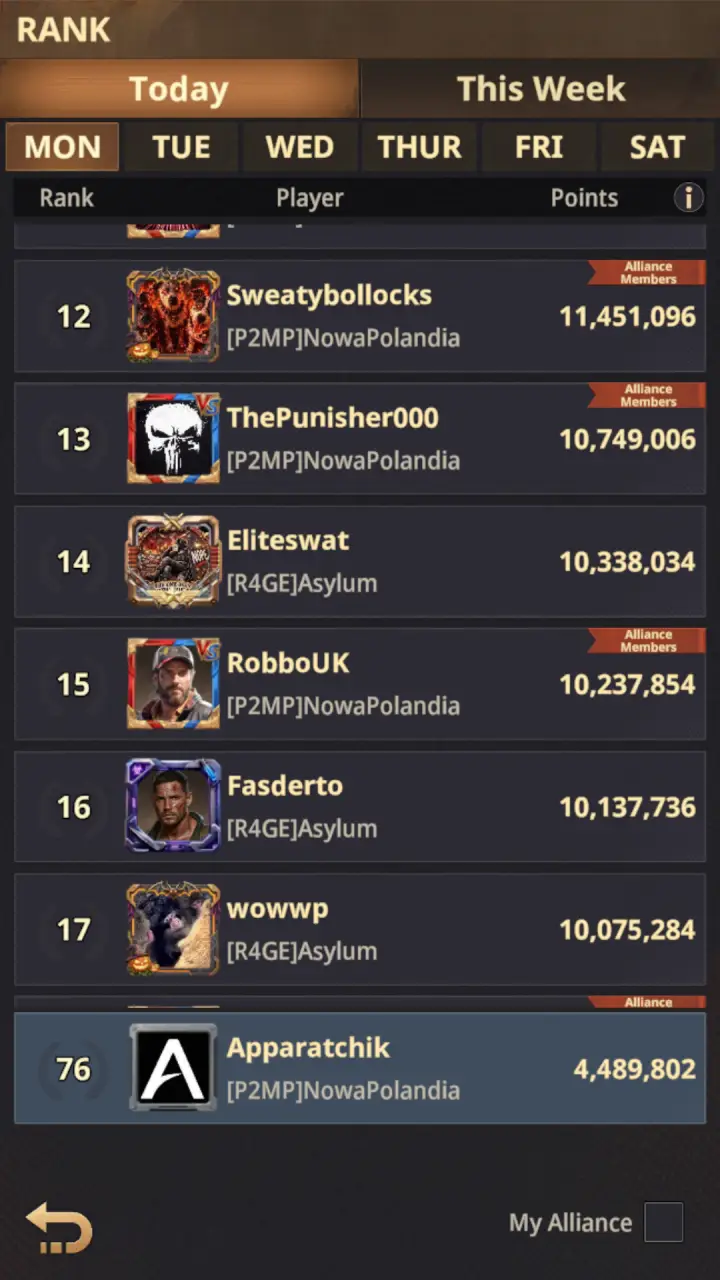 RANK
Today
This Week
MON
TUE
WED
THUR
FRI
SAT
Rank
Player
Points
i
12
Sweatybollocks
[P2MP]NowaPolandia
Alliance
Members
11,451,096
13
VS
ThePunisher000
[P2MP]NowaPolandia
Alliance
Members
10,749,006
14
NOPE
Eliteswat
[R4GE]Asylum
10,338,034
15
VS
RobboUK
[P2MP]NowaPolandia
Alliance
Members
10,237,854
16
Fasderto
[R4GE]Asylum
10,137,736
17
wowwp
[R4GE]Asylum
10,075,284
Alliance
76
A
Apparatchik
[P2MP]NowaPolandia
4,489,802
My Alliance